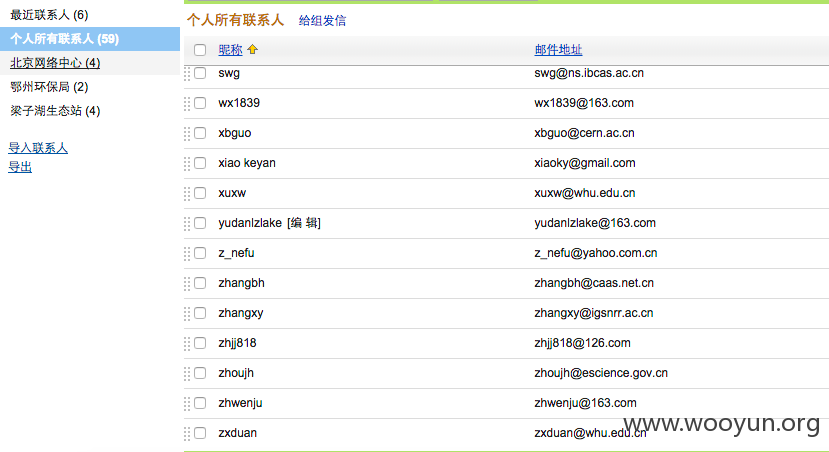 最近联系人 (6)
个人所有联系人 (59)
北京网络中心 (4)
鄂州环保局 (2)
梁子湖生态站 (4)
导入联系人
导出
个人所有联系人 给组发信
昵称 邮件地址
swg swg@ns.ibcas.ac.cn
wx1839 wx1839@163.com
xbguo xbguo@cern.ac.cn
xiao keyan xiaoky@gmail.com
xuxw xuxw@whu.edu.cn
yudanlzlake [编 辑] yudanlzlake@163.com
z_nefu z_nefu@yahoo.com.cn
zhangbh zhangbh@caas.net.cn
zhangxy zhangxy@igsnrr.ac.cn
zhjj818 zhjj818@126.com
zhoujh zhoujh@escience.gov.cn
zhwenju zhwenju@163.com
zxduan zxduan@whu.edu.cn
www.wooyun.org